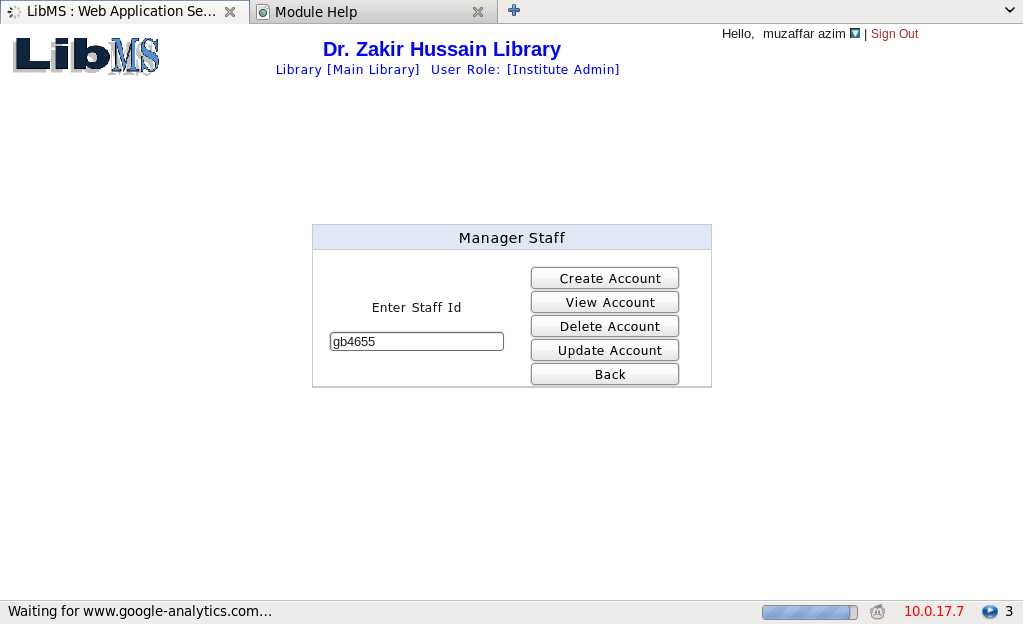 LibMS : Web Application Se...
Module Help
LibMS
Dr. Zakir Hussain Library
Library [Main Library]  User Role: [Institute Admin]
Hello,  muzaffar azim | Sign Out
Manager Staff
Enter Staff Id
gb4655
Create Account
View Account
Delete Account
Update Account
Back
Waiting for www.google-analytics.com...
10.0.17.7
3